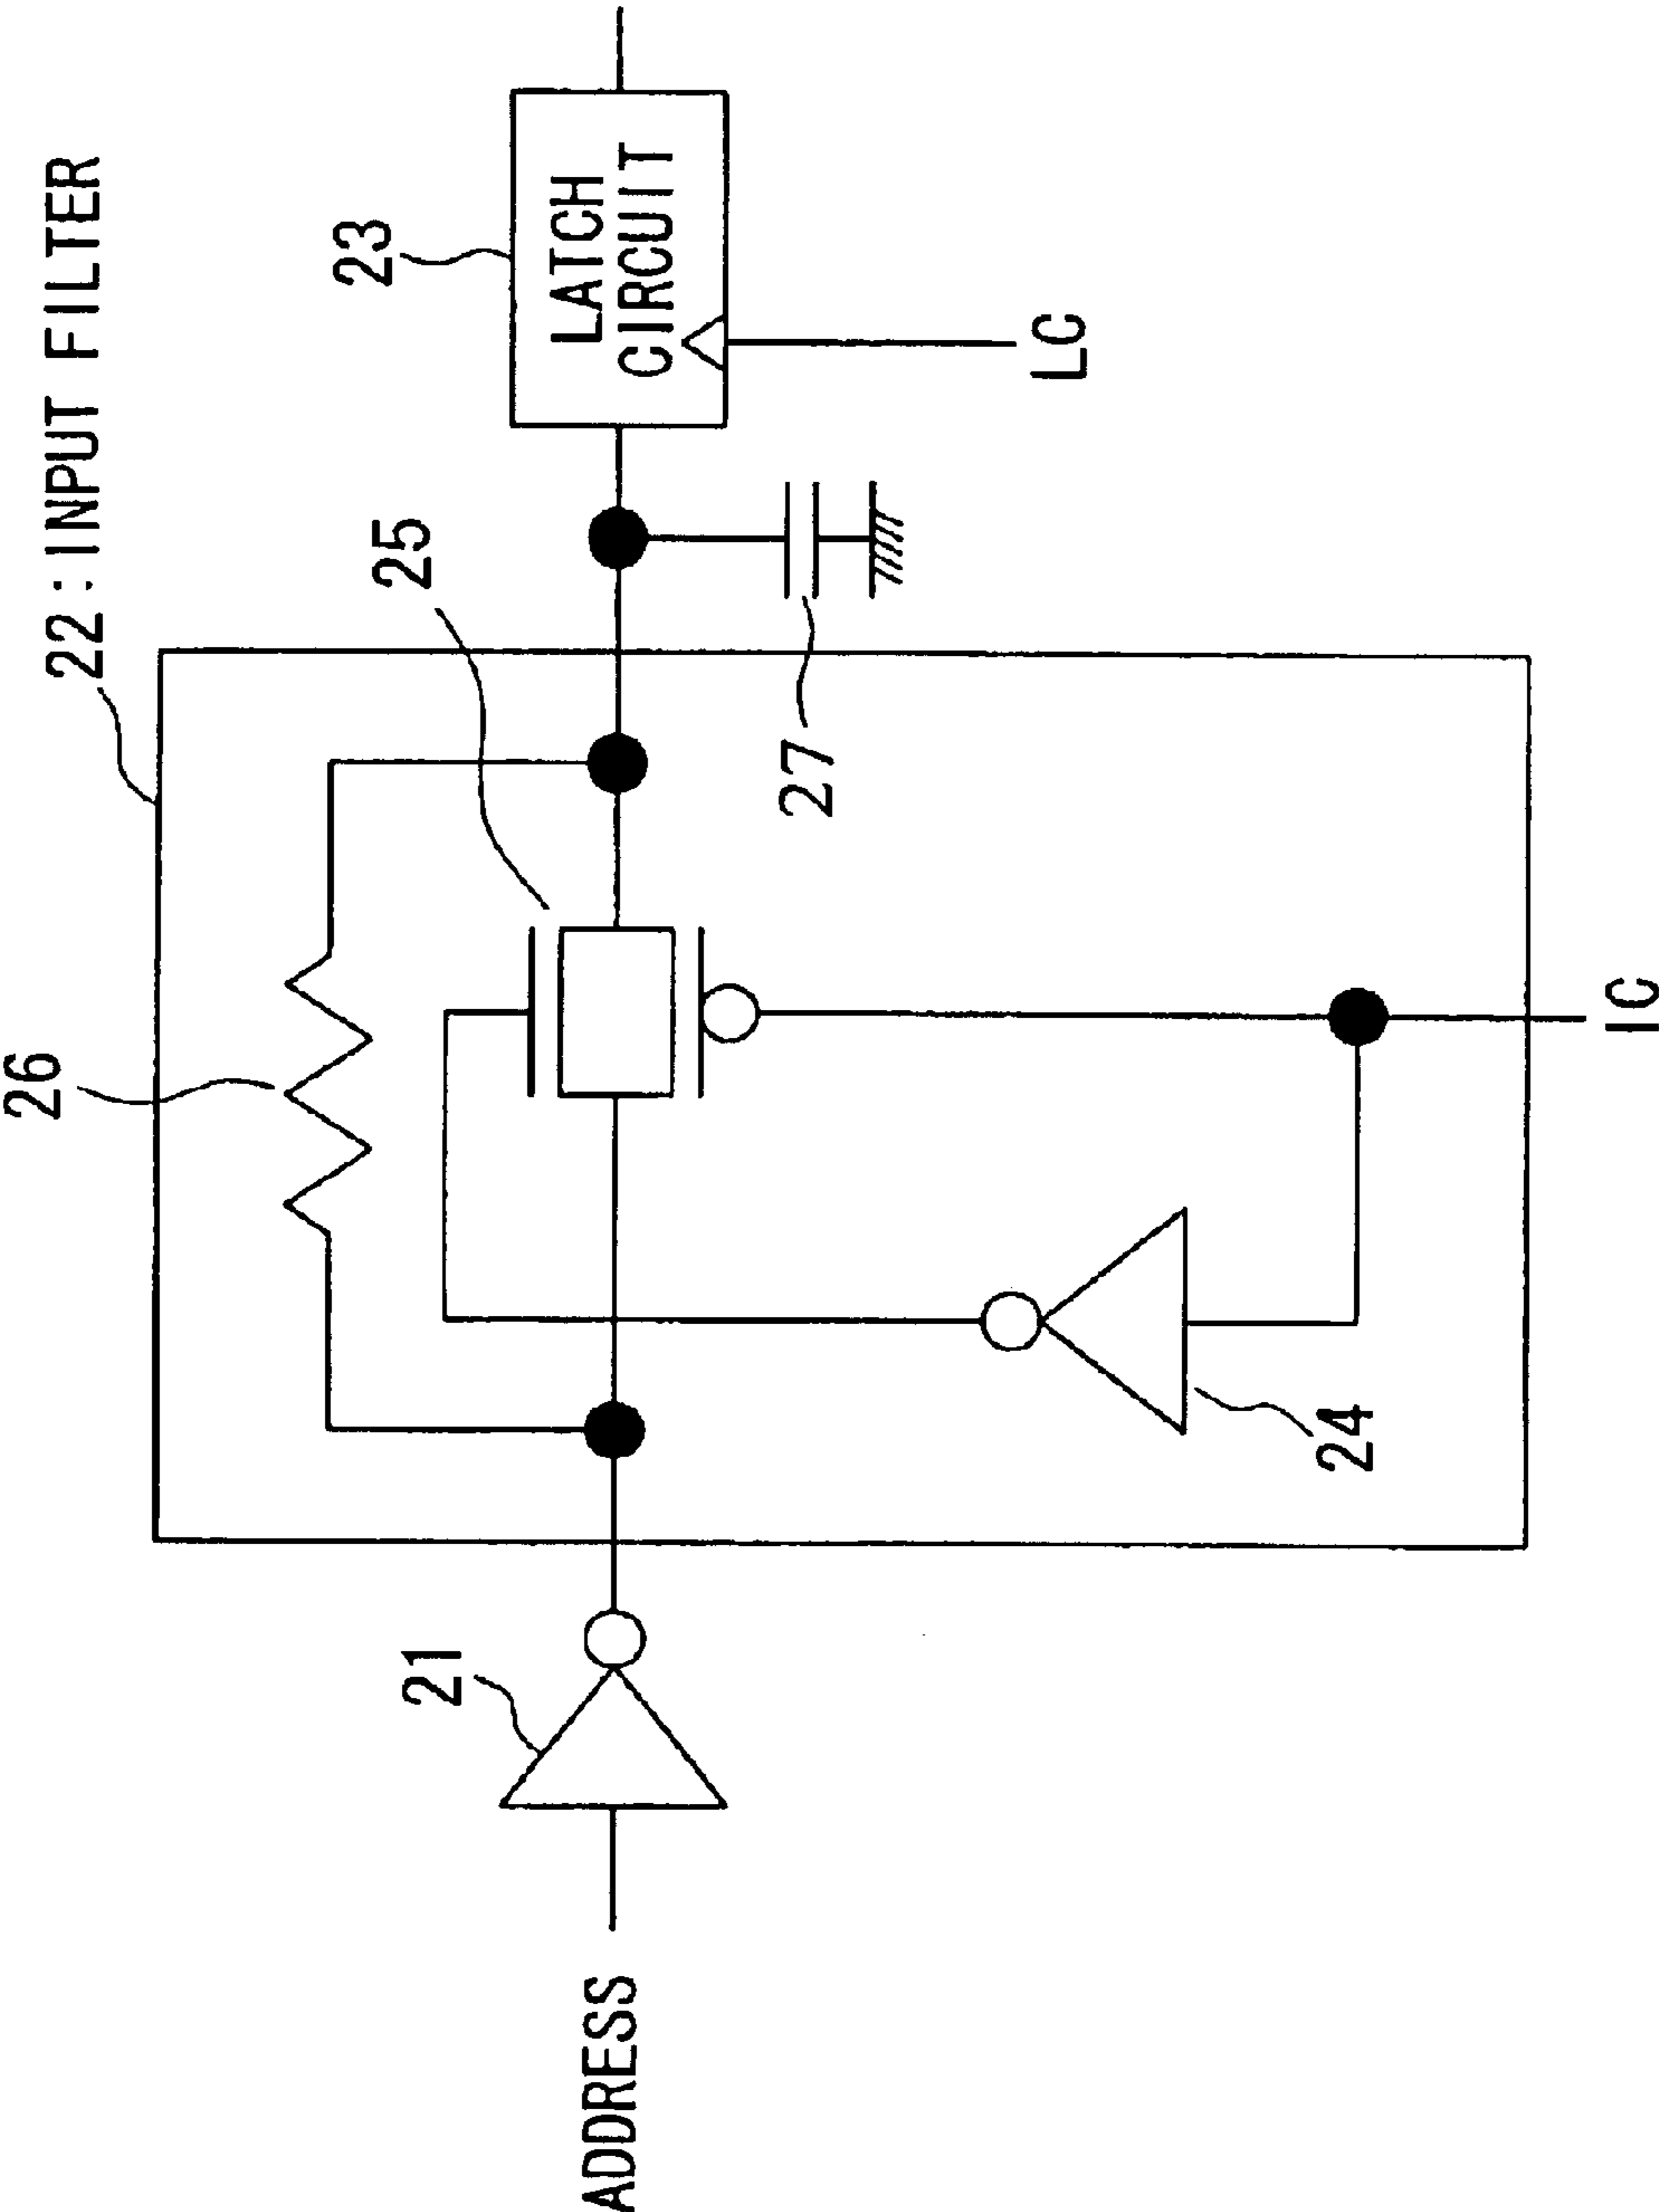 22:INPUT FILTER
26
25
23
21
ADDRESS
LATCH
CIRCUIT
27
24
LC
IC